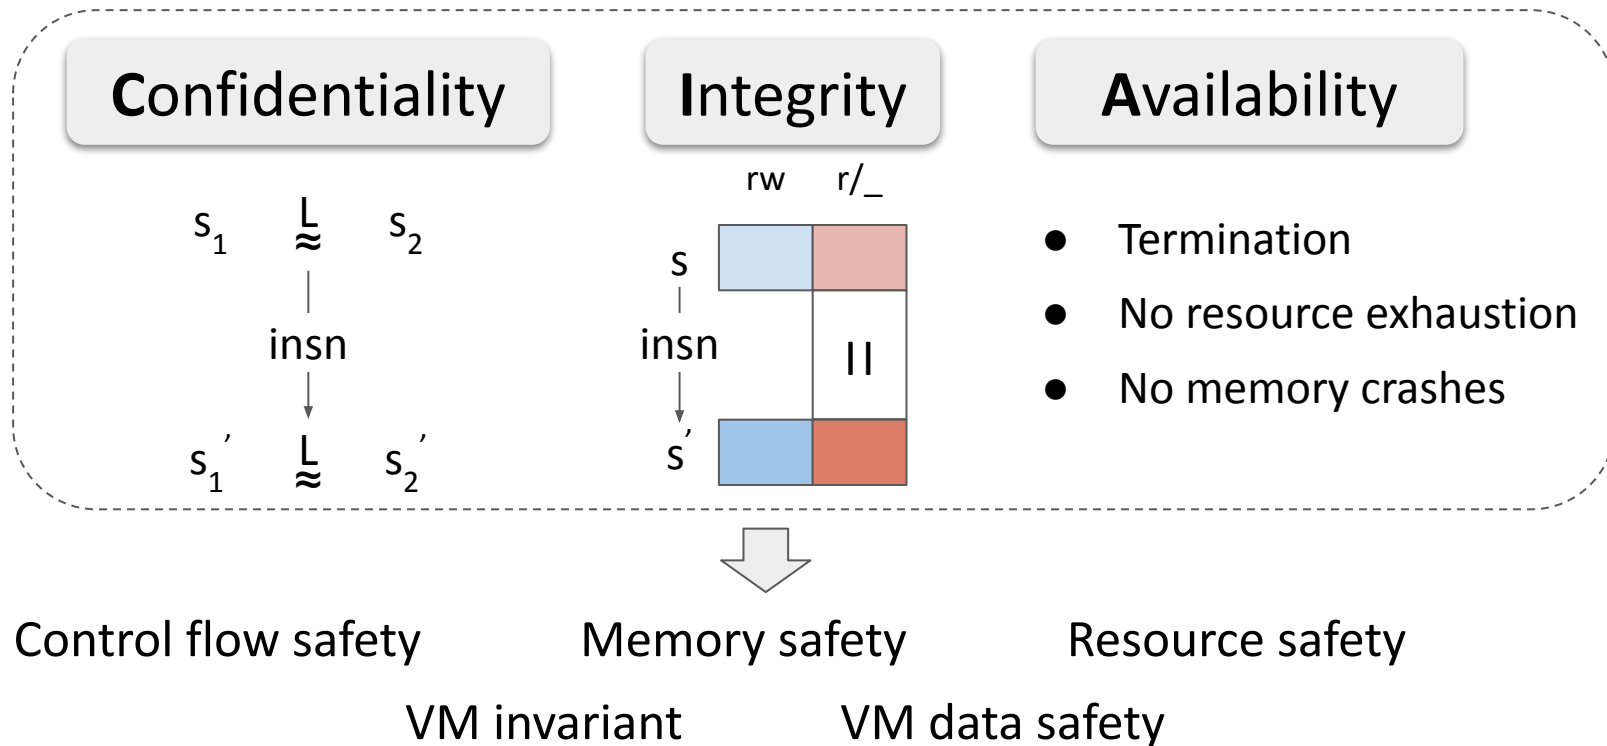 Confidentiality
Integrity
Availability
s1 L≈ s2
insn
s1' L≈ s2'
rw r/_
s
insn
||
s'
● Termination
● No resource exhaustion
● No memory crashes
Control flow safety
Memory safety
Resource safety
VM invariant
VM data safety